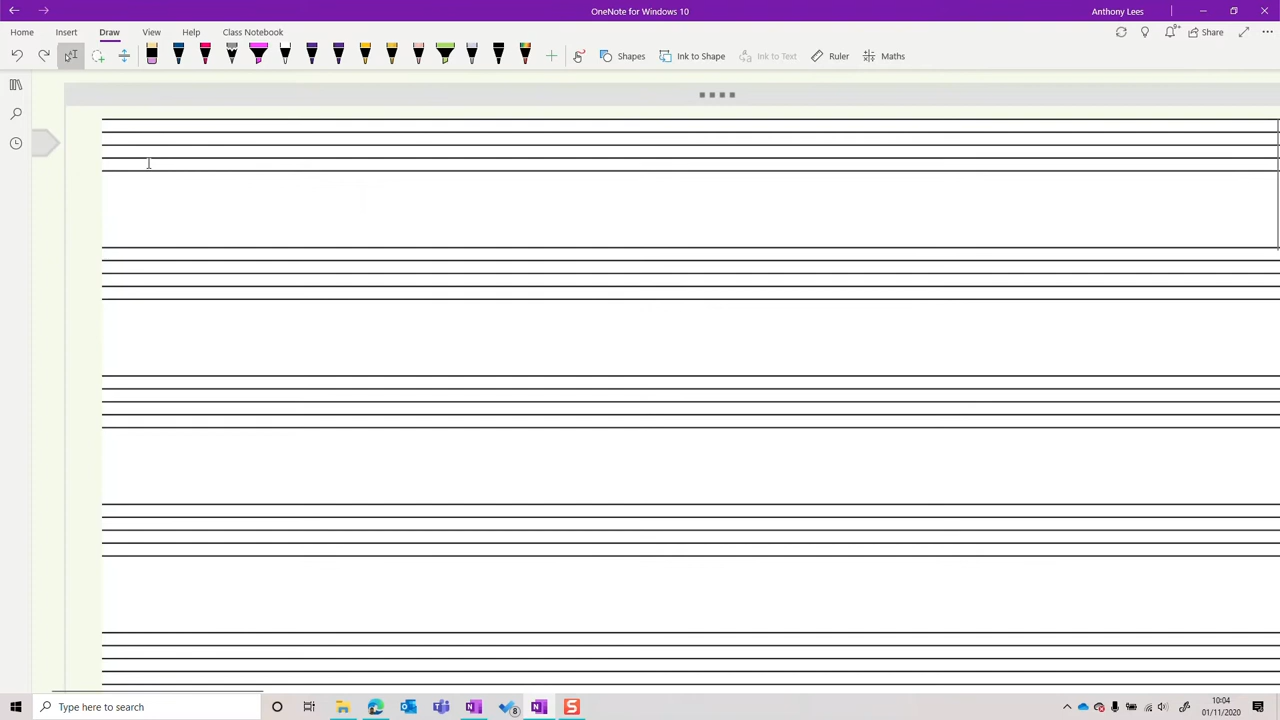 OneNote for Windows 10
Anthony Lees
Home Insert Draw View Help Class Notebook
Share
Shapes Ink to Shape Ink to Text Ruler Maths
Type here to search
8
10:04
01/11/2020